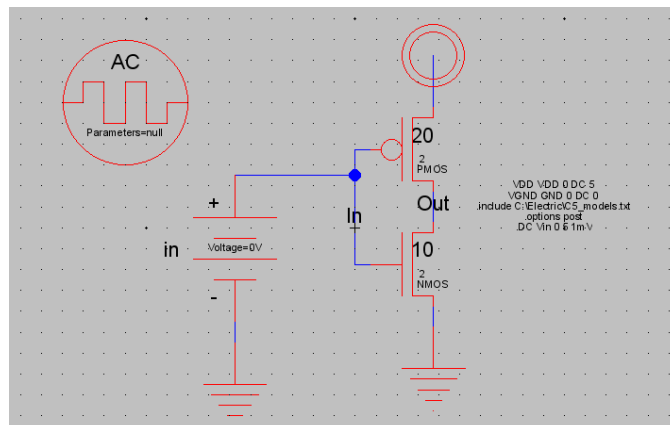 AC
Parameters=null
20
2
PMOS
+
In
Out
in
Voltage=0V
10
2
NMOS
-
VDD VDD 0 DC 5
VGND GND 0 DC 0
.include C:\Electric\C5_models.txt
.options post
.DC Vin 0 5 1mV